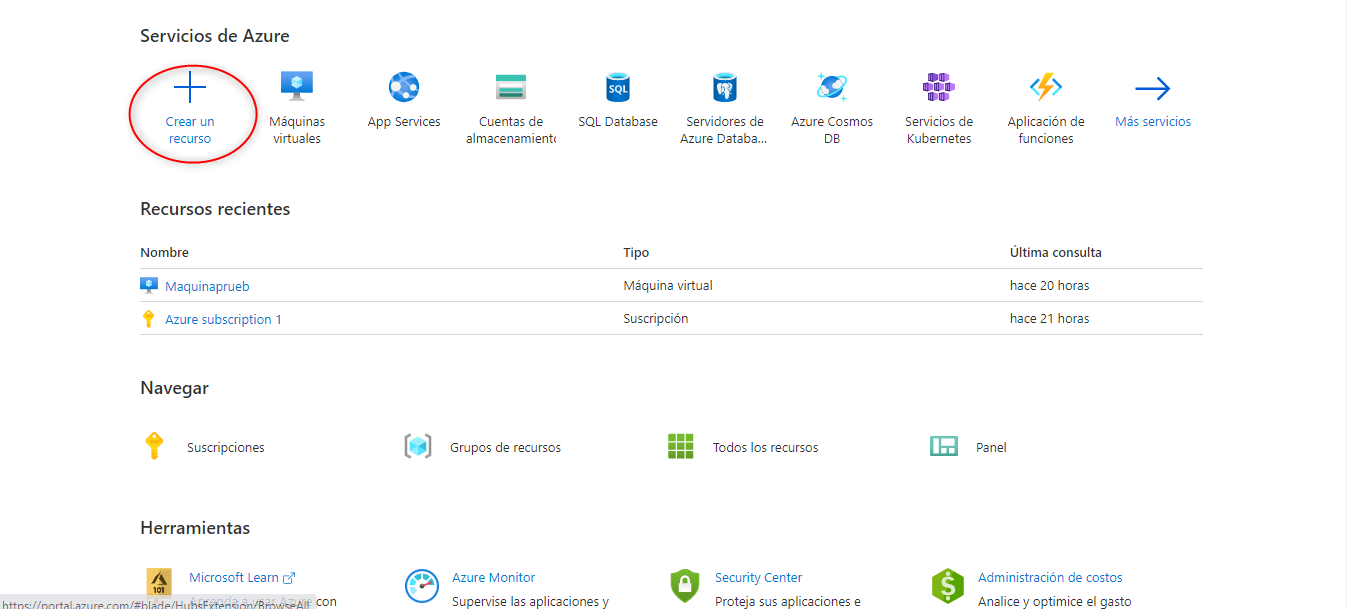 Servicios de Azure
Crear un
recurso
Máquinas
virtuales
App Services
Cuentas de
almacenamiento
SQL
SQL Database
Servidores de
Azure Databa...
Azure Cosmos
DB
Servicios de
Kubernetes
Aplicación de
funciones
Más servicios
Recursos recientes
Nombre Tipo Última consulta
Maquinaprueb Máquina virtual hace 20 horas
Azure subscription 1 Suscripción hace 21 horas
Navegar
Suscripciones Grupos de recursos Todos los recursos Panel
Herramientas
101
Microsoft Learn
Aprenda a usar Azure con
Azure Monitor
Supervise las aplicaciones y
Security Center
Proteja sus aplicaciones e
Administración de costos
Analice y optimice el gasto
https://portal.azure.com/#blade/HubsExtension/BrowseAll